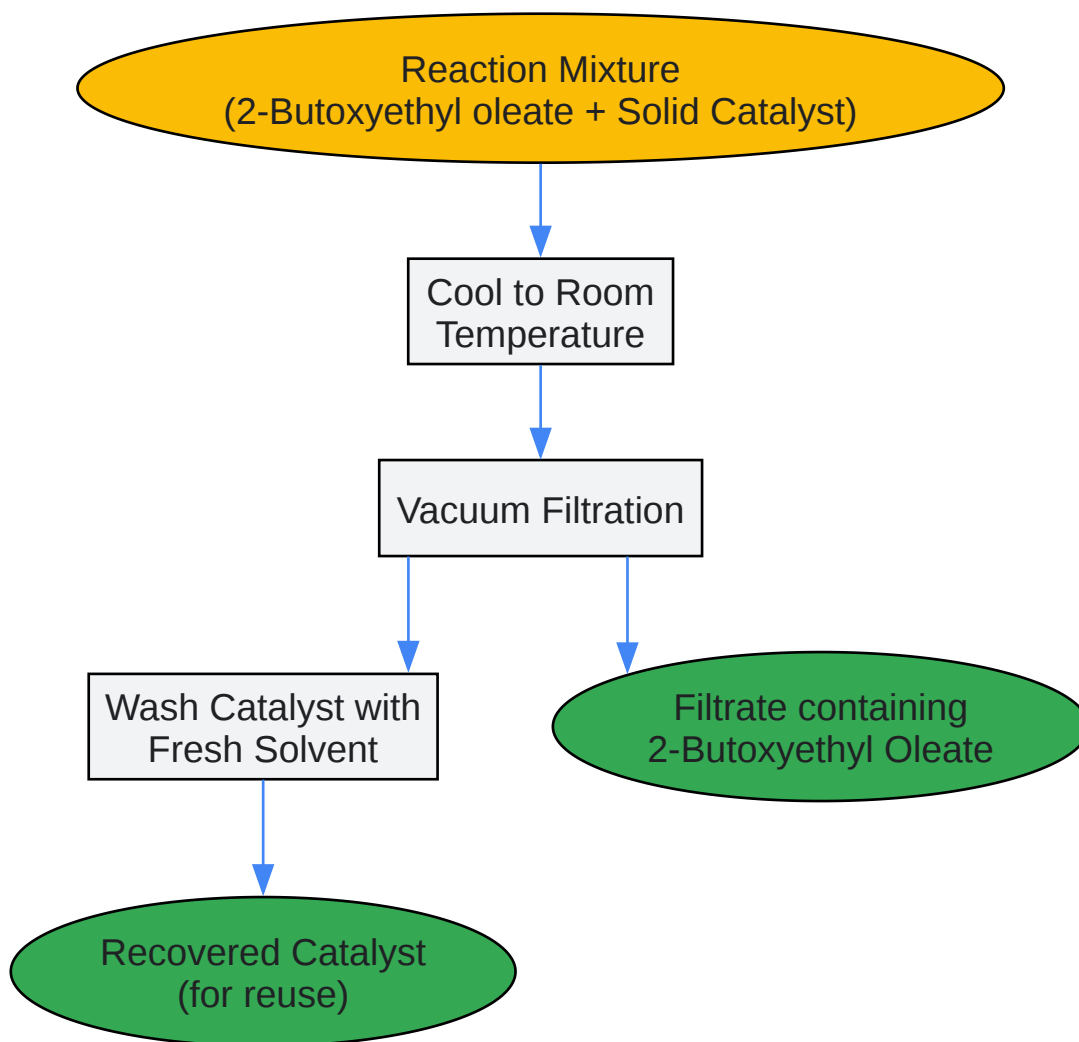 Reaction Mixture
(2-Butoxyethyl oleate + Solid Catalyst)
Cool to Room
Temperature
Vacuum Filtration
Wash Catalyst with
Fresh Solvent
Filtrate containing
2-Butoxyethyl Oleate
Recovered Catalyst
(for reuse)